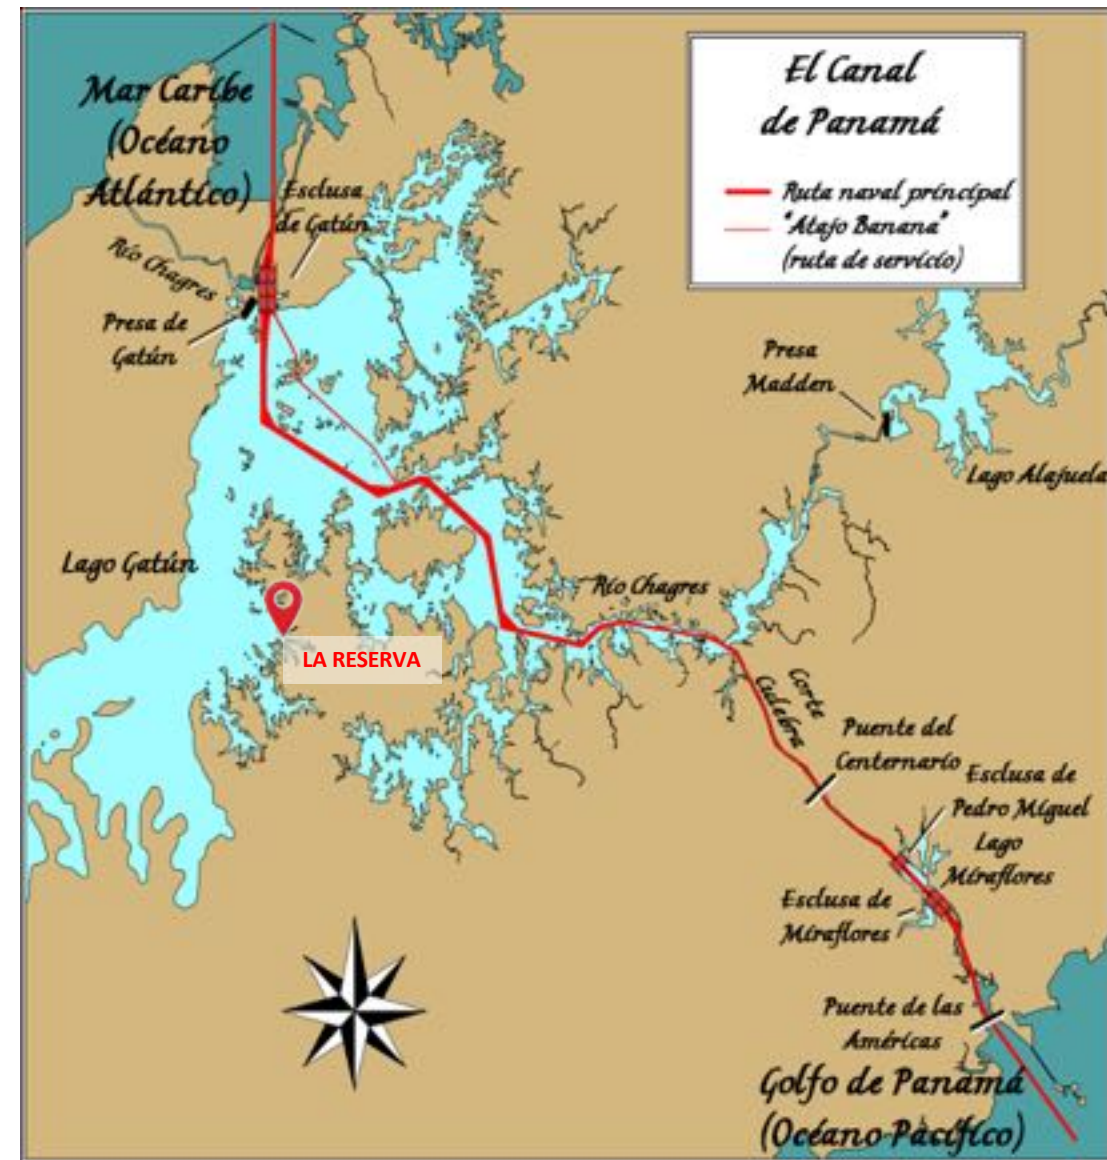 El Canal
de Panamá
Ruta naval principal
"Atajo Banana"
(ruta de servicio)
Mar Caribe
(Océano
Atlántico)
Esclusa
de Gatún
Río Chagres
Presa de
Gatún
Presa
Madden
Lago Alajuela
Lago Gatún
Río Chagres
LA RESERVA
Corte
Culebra
Puente del
Centernario
Esclusa de
Pedro Miguel
Lago
Miraflores
Esclusa de
Miraflores
Puente de las
Américas
Golfo de Panamá
(Océano Pacífico)